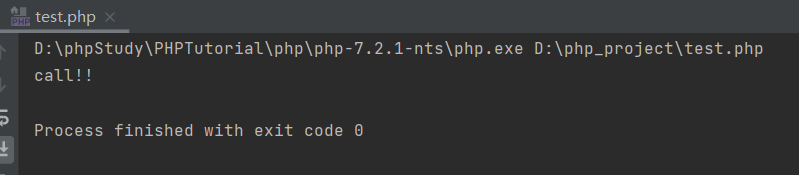 PHP
test.php
D:\phpStudy\PHPTutorial\php\php-7.2.1-nts\php.exe D:\php_project\test.php
call!!
Process finished with exit code 0